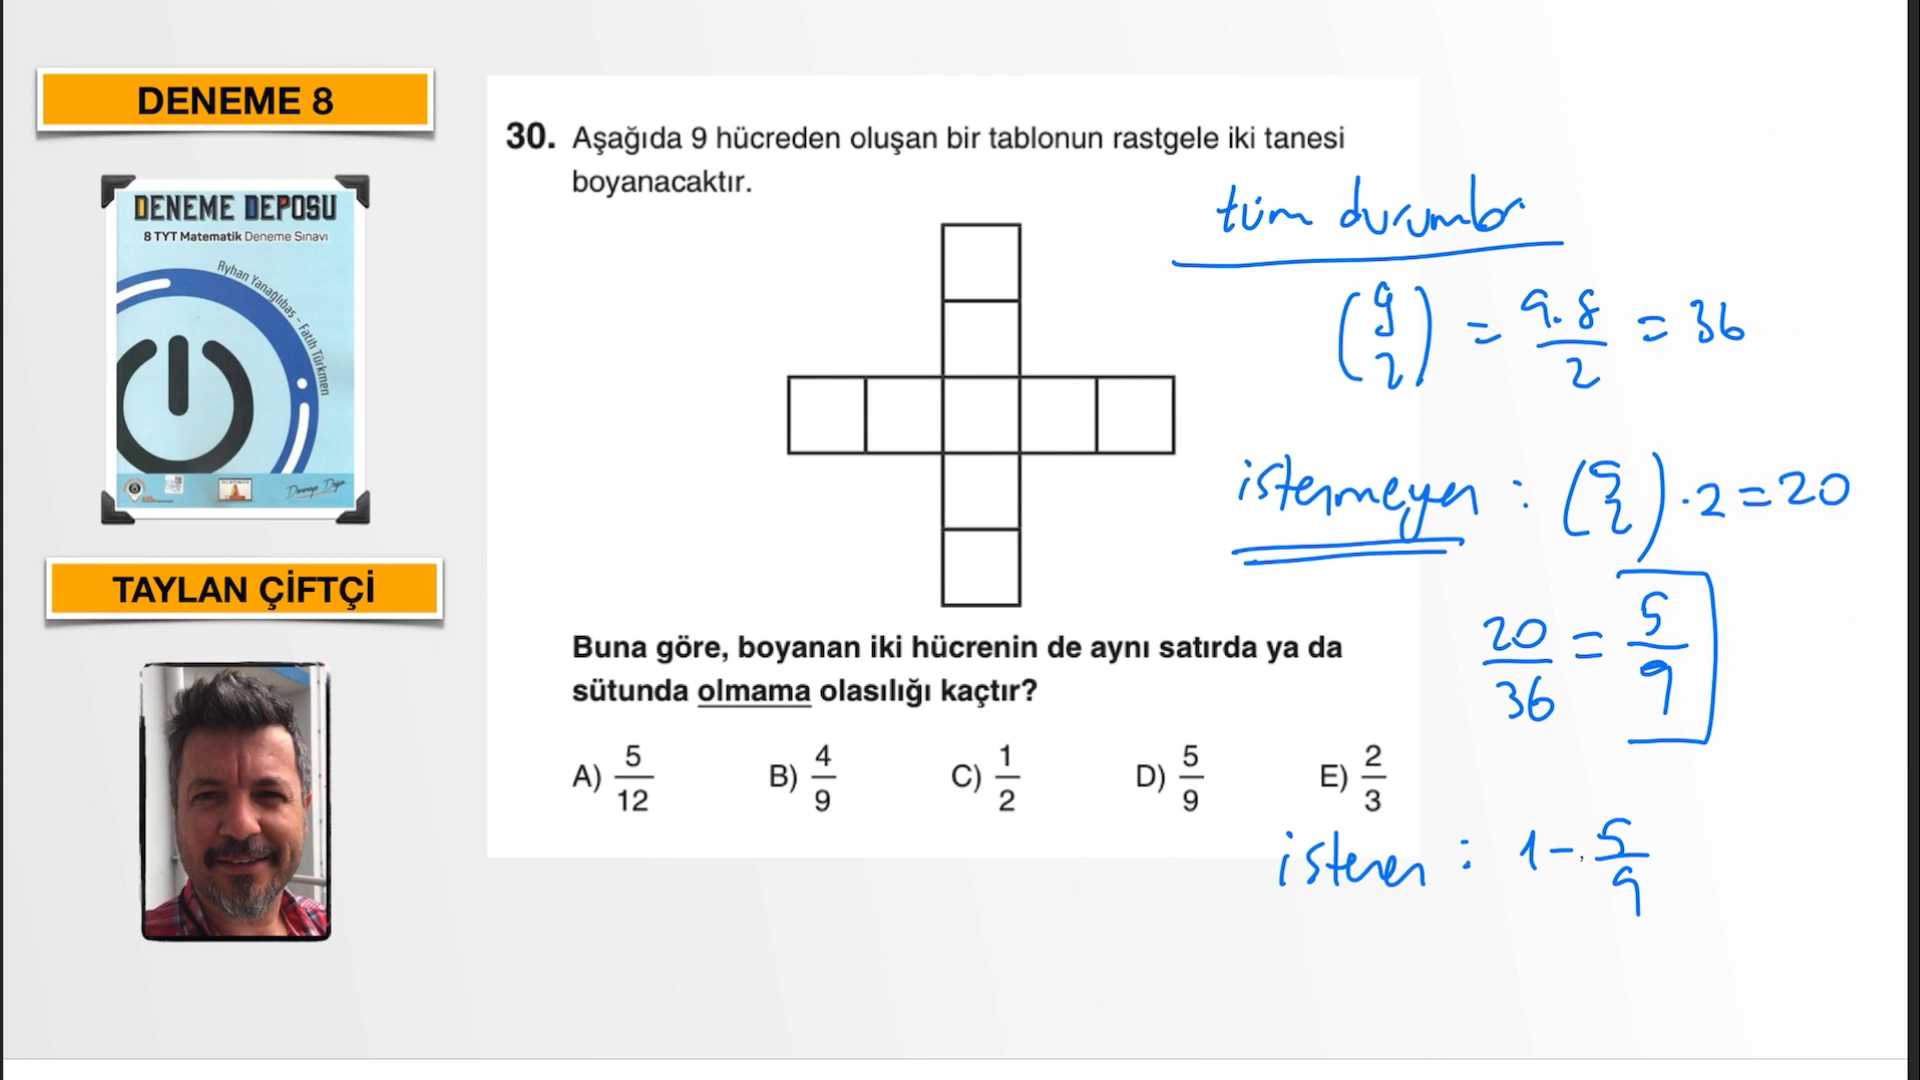 DENEME 8
DENEME DEPOSU
8 TYT Matematik Deneme Sınavı
Ayhan Yanağlıbaş - Fatih Türkmen
TAYLAN ÇİFTÇİ
30. Aşağıda 9 hücreden oluşan bir tablonun rastgele iki tanesi
boyanacaktır.
Buna göre, boyanan iki hücrenin de aynı satırda ya da
sütunda olmama olasılığı kaçtır?
A) 5/12 B) 4/9 C) 1/2 D) 5/9 E) 2/3
tüm durumlar
(9 2) = 9.8/2 = 36
istenmeyen : (5 2) . 2 = 20
20/36 = 5/9
istenen : 1 - 5/9